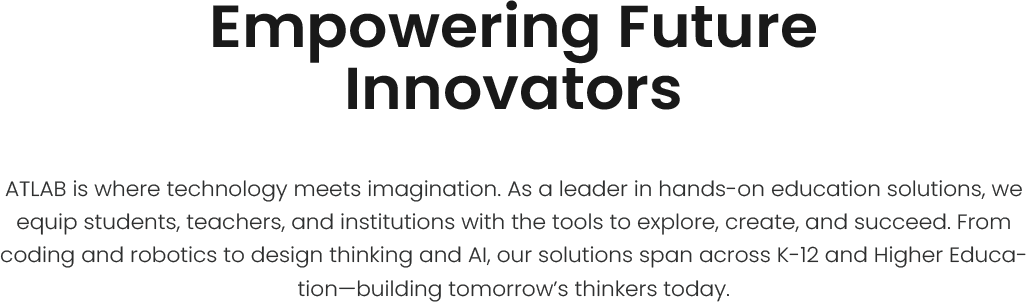 Empowering Future
Innovators
ATLAB is where technology meets imagination. As a leader in hands-on education solutions, we
equip students, teachers, and institutions with the tools to explore, create, and succeed. From
coding and robotics to design thinking and AI, our solutions span across K-12 and Higher Educa-
tion—building tomorrow’s thinkers today.